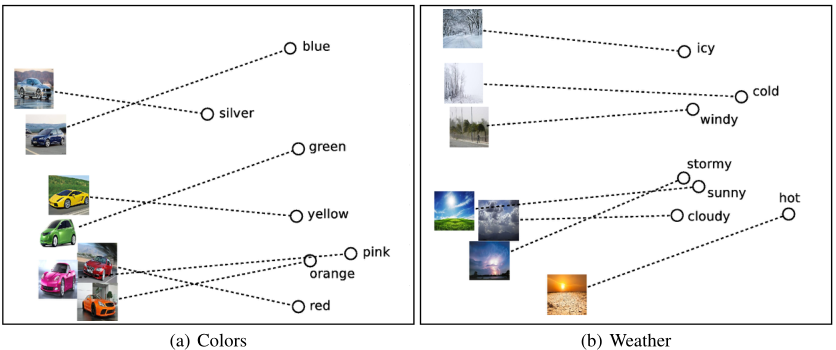 blue
silver
green
yellow
pink
orange
red
icy
cold
windy
stormy
sunny
hot
cloudy
(a) Colors
(b) Weather